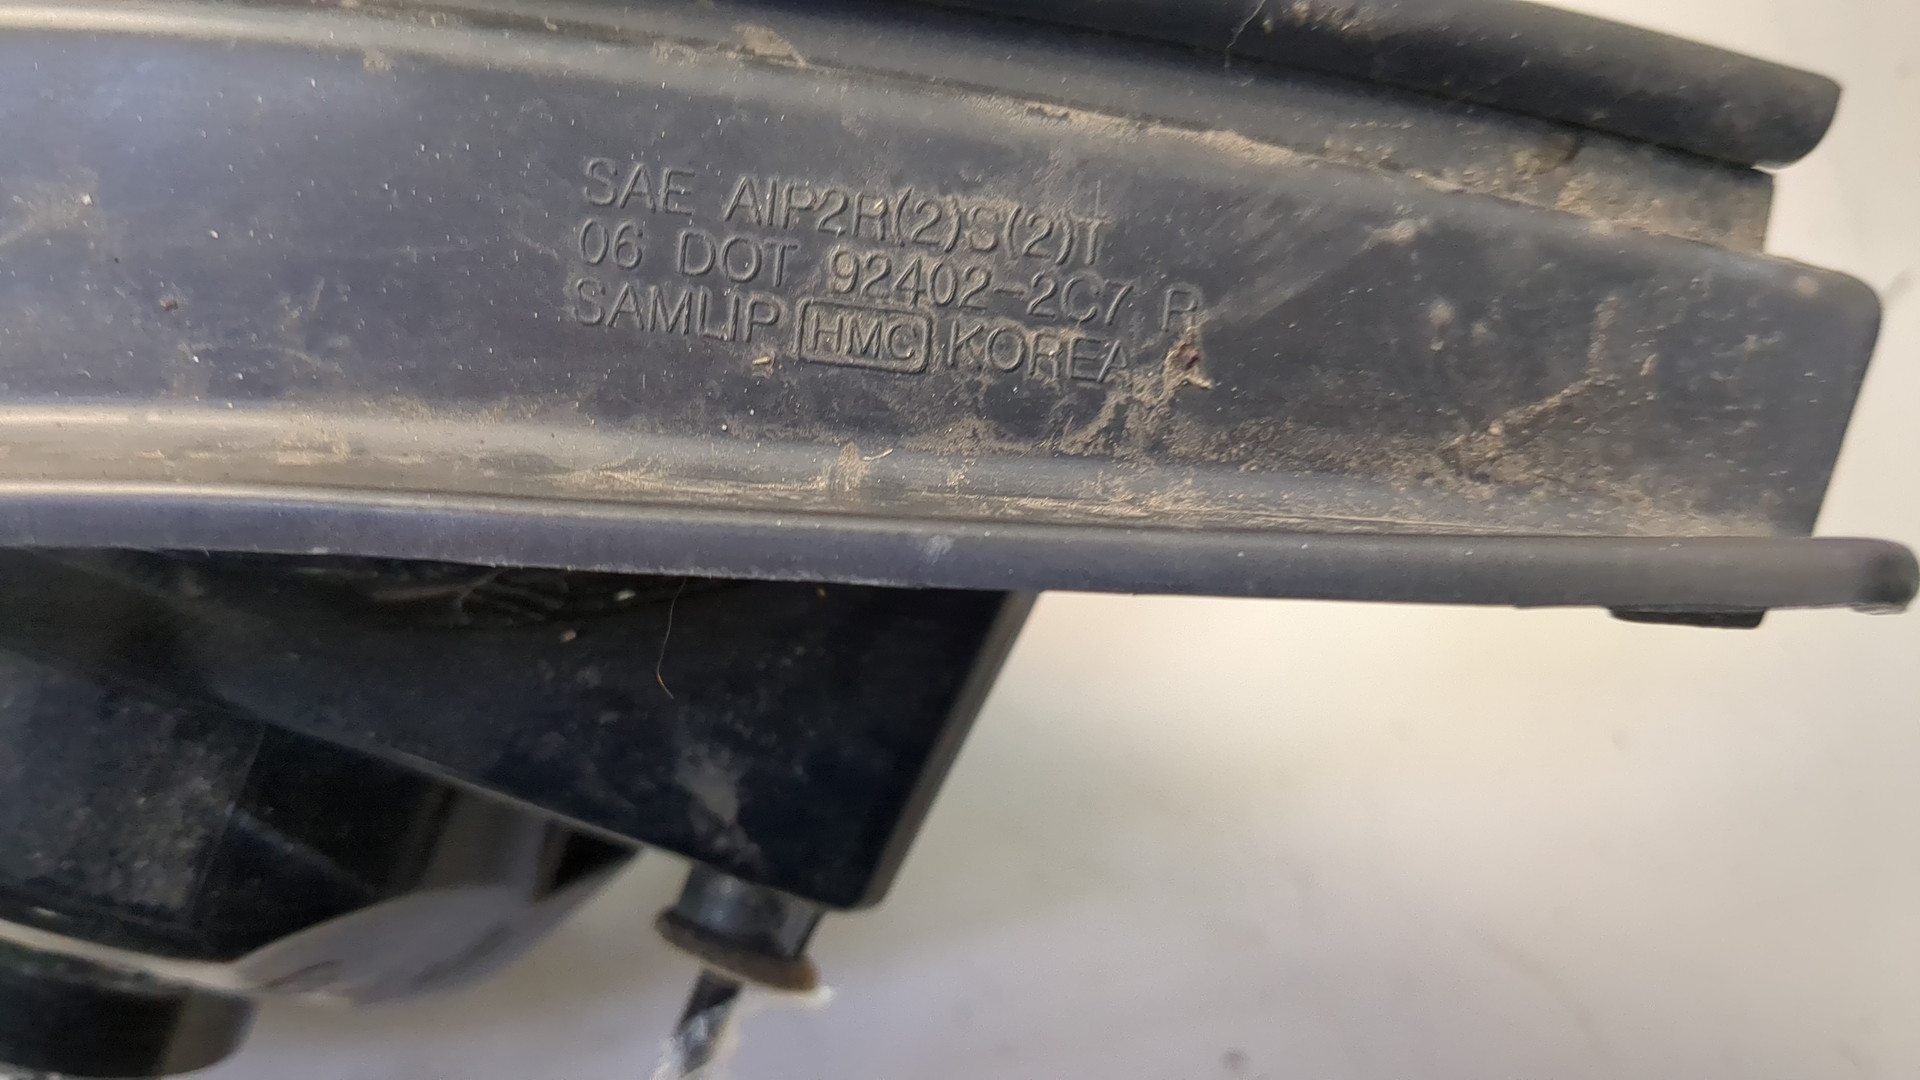 SAE AIP2R(2)S(2)T
06 DOT 92402-2C7 R
SAMLIP HMC KOREA